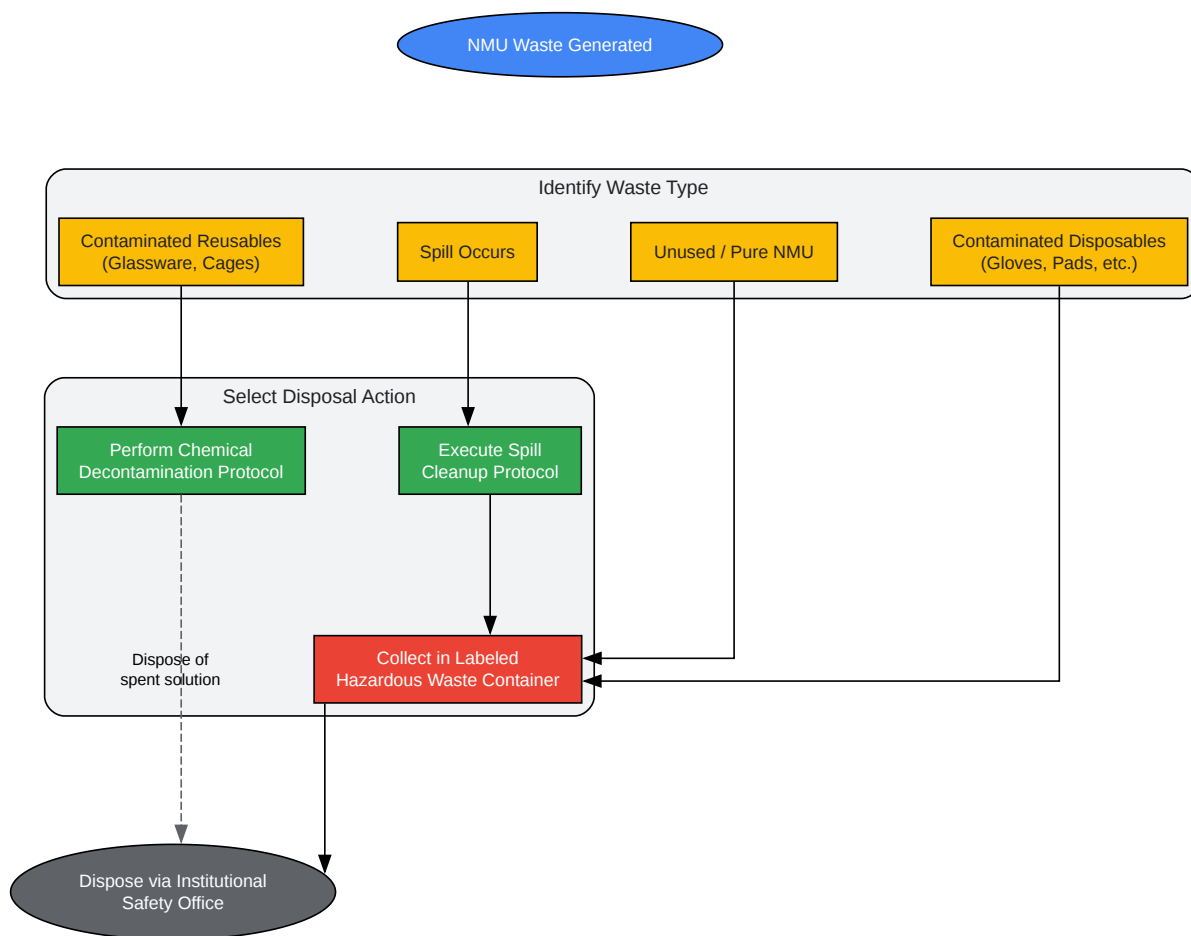 NMU Waste Generated
Identify Waste Type
Contaminated Reusables
(Glassware, Cages)
Spill Occurs
Unused / Pure NMU
Contaminated Disposables
(Gloves, Pads, etc.)
Select Disposal Action
Perform Chemical
Decontamination Protocol
Execute Spill
Cleanup Protocol
Dispose of
spent solution
Collect in Labeled
Hazardous Waste Container
Dispose via Institutional
Safety Office